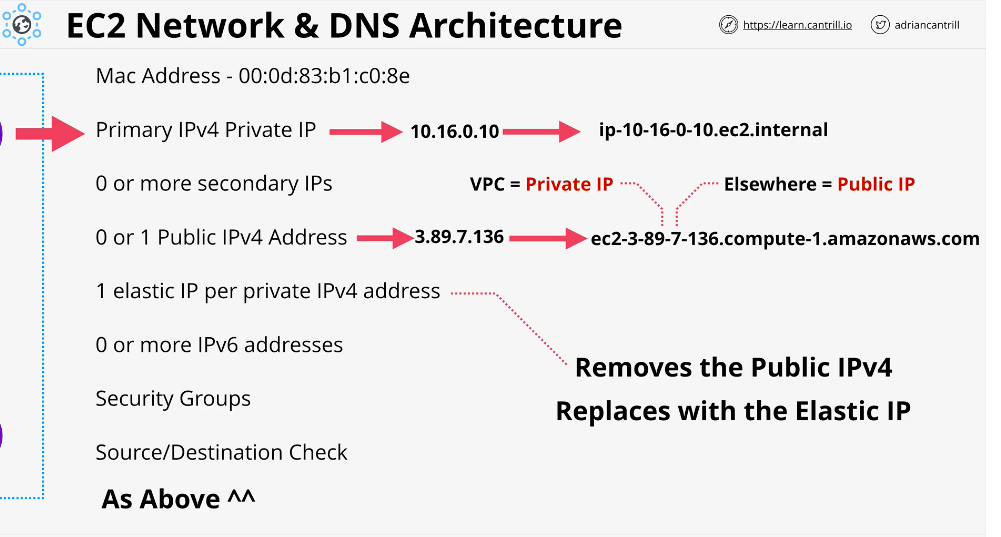 EC2 Network & DNS Architecture
https://learn.cantrill.io
adriancantrill
Mac Address - 00:0d:83:b1:c0:8e
Primary IPv4 Private IP
10.16.0.10
ip-10-16-0-10.ec2.internal
0 or more secondary IPs
VPC = Private IP
Elsewhere = Public IP
0 or 1 Public IPv4 Address
3.89.7.136
ec2-3-89-7-136.compute-1.amazonaws.com
1 elastic IP per private IPv4 address
0 or more IPv6 addresses
Removes the Public IPv4
Replaces with the Elastic IP
Security Groups
Source/Destination Check
As Above ^^